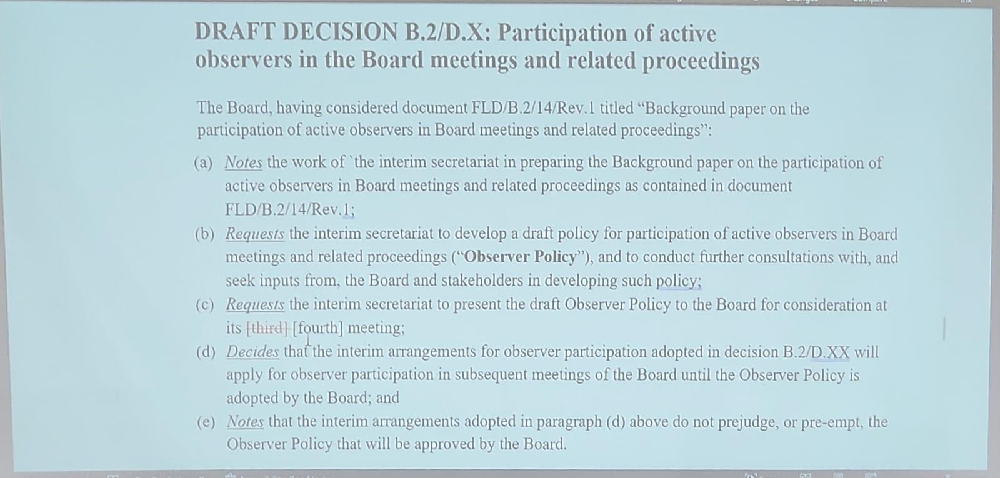 DRAFT DECISION B.2/D.X: Participation of active
observers in the Board meetings and related proceedings
The Board, having considered document FLD/B.2/14/Rev.1 titled “Background paper on the
participation of active observers in Board meetings and related proceedings”:
(a) Notes the work of `the interim secretariat in preparing the Background paper on the participation of
active observers in Board meetings and related proceedings as contained in document
FLD/B.2/14/Rev.1;
(b) Requests the interim secretariat to develop a draft policy for participation of active observers in Board
meetings and related proceedings (“Observer Policy”), and to conduct further consultations with, and
seek inputs from, the Board and stakeholders in developing such policy;
(c) Requests the interim secretariat to present the draft Observer Policy to the Board for consideration at
its [third] [fourth] meeting;
(d) Decides that the interim arrangements for observer participation adopted in decision B.2/D.XX will
apply for observer participation in subsequent meetings of the Board until the Observer Policy is
adopted by the Board; and
(e) Notes that the interim arrangements adopted in paragraph (d) above do not prejudge, or pre-empt, the
Observer Policy that will be approved by the Board.